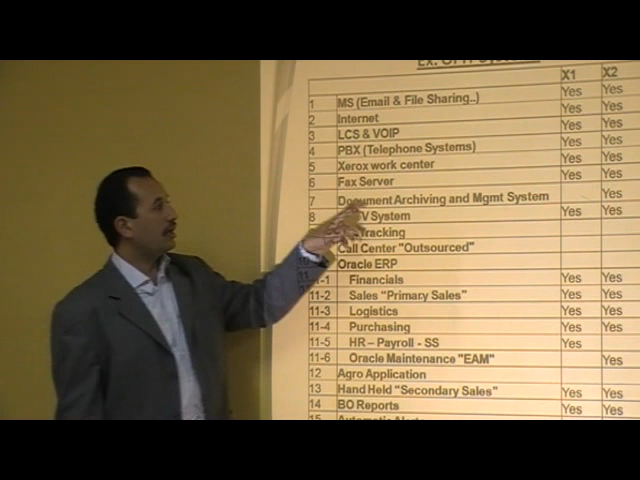 X1 X2
1 MS (Email & File Sharing..) Yes Yes
2 Internet Yes Yes
3 LCS & VOIP Yes Yes
4 PBX (Telephone Systems) Yes Yes
5 Xerox work center Yes Yes
6 Fax Server Yes Yes
7 Document Archiving and Mgmt System Yes
8 V System Yes Yes
Tracking
Call Center "Outsourced"
Oracle ERP
11-1 Financials Yes Yes
11-2 Sales "Primary Sales" Yes Yes
11-3 Logistics Yes Yes
11-4 Purchasing Yes Yes
11-5 HR – Payroll - SS Yes
11-6 Oracle Maintenance "EAM" Yes
12 Agro Application
13 Hand Held "Secondary Sales" Yes Yes
14 BO Reports Yes Yes
15 Automatic